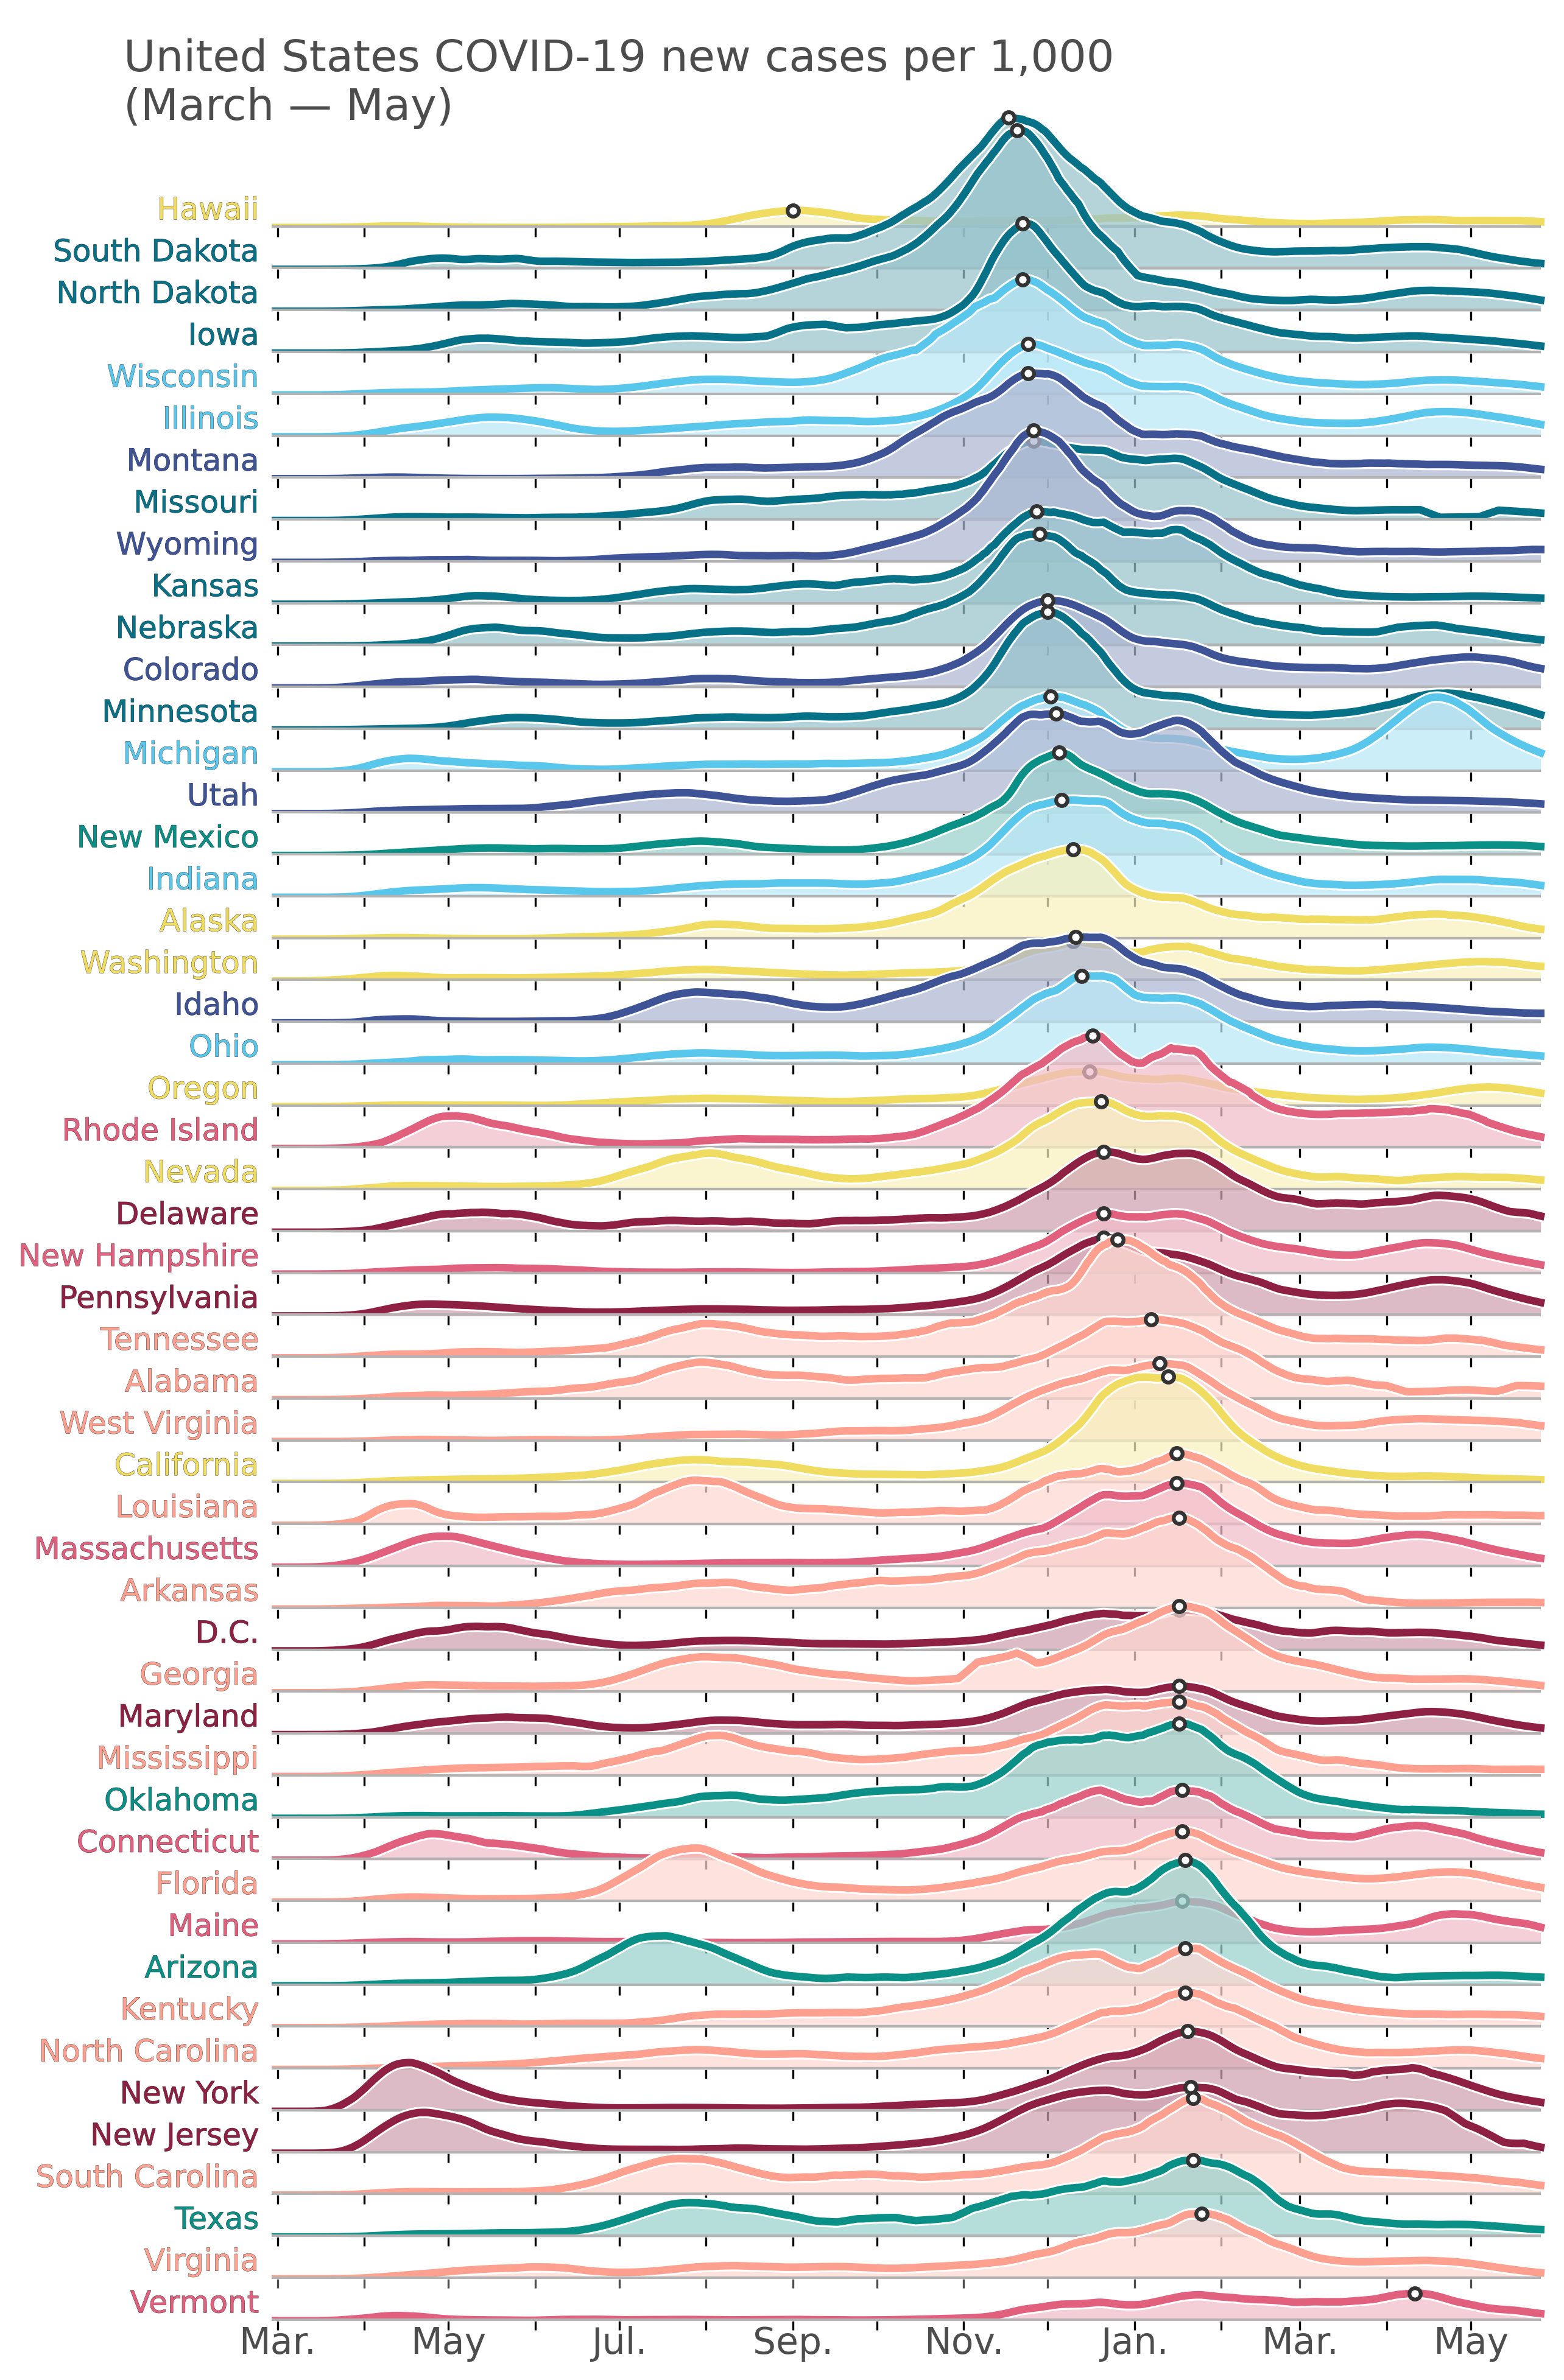 United States COVID-19 new cases per 1,000
(March — May)
Hawaii
South Dakota
North Dakota
Iowa
Wisconsin
Illinois
Montana
Missouri
Wyoming
Kansas
Nebraska
Colorado
Minnesota
Michigan
Utah
New Mexico
Indiana
Alaska
Washington
Idaho
Ohio
Oregon
Rhode Island
Nevada
Delaware
New Hampshire
Pennsylvania
Tennessee
Alabama
West Virginia
California
Louisiana
Massachusetts
Arkansas
D.C.
Georgia
Maryland
Mississippi
Oklahoma
Connecticut
Florida
Maine
Arizona
Kentucky
North Carolina
New York
New Jersey
South Carolina
Texas
Virginia
Vermont
Mar. May Jul. Sep. Nov. Jan. Mar. May